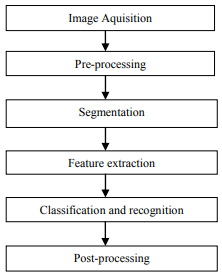 Image Aquisition
Pre-processing
Segmentation
Feature extraction
Classification and recognition
Post-processing